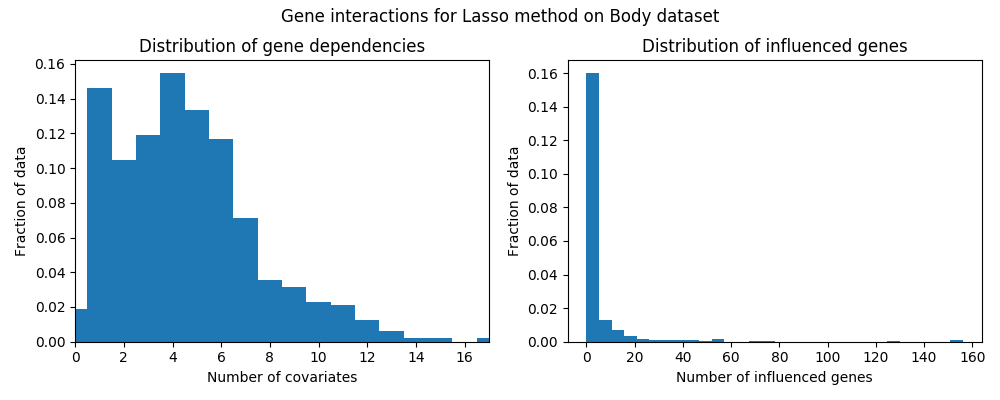 Gene interactions for Lasso method on Body dataset
Distribution of gene dependencies
Fraction of data
0.16
0.14
0.12
0.10
0.08
0.06
0.04
0.02
0.00
0 2 4 6 8 10 12 14 16
Number of covariates
Distribution of influenced genes
Fraction of data
0.16
0.14
0.12
0.10
0.08
0.06
0.04
0.02
0.00
0 20 40 60 80 100 120 140 160
Number of influenced genes